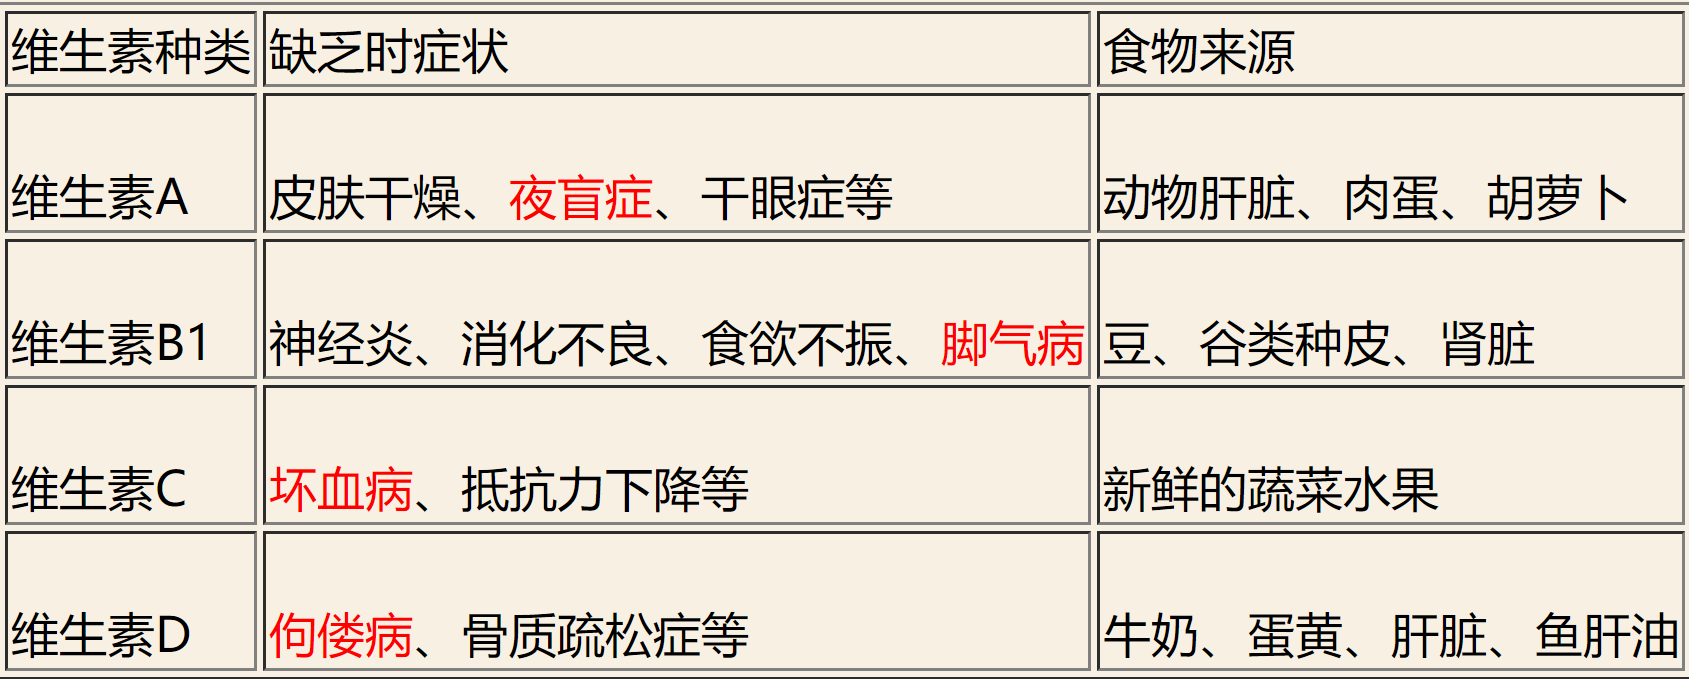 维生素种类 缺乏时症状 食物来源
维生素A 皮肤干燥、夜盲症、干眼症等 动物肝脏、肉蛋、胡萝卜
维生素B1 神经炎、消化不良、食欲不振、脚气病 豆、谷类种皮、肾脏
维生素C 坏血病、抵抗力下降等 新鲜的蔬菜水果
维生素D 佝偻病、骨质疏松症等 牛奶、蛋黄、肝脏、鱼肝油